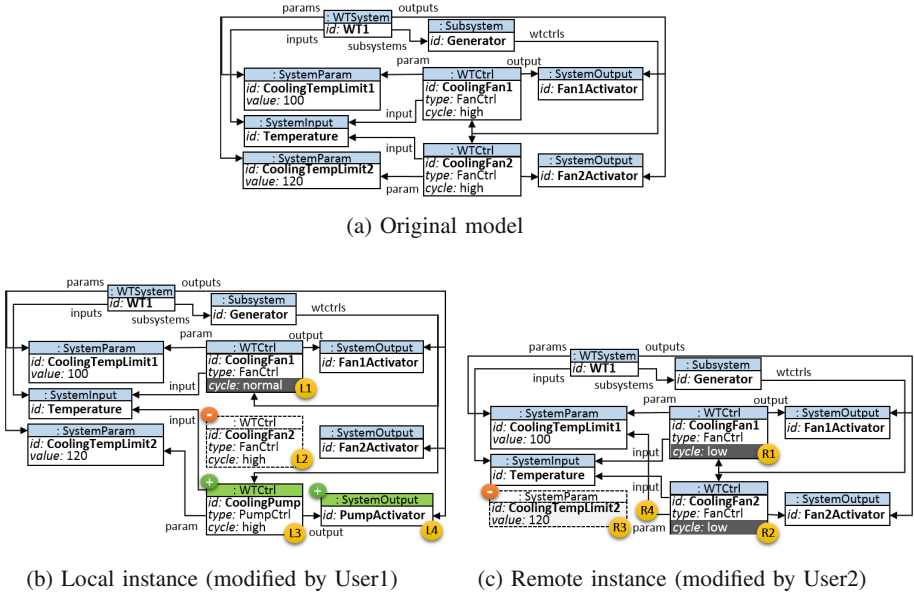 params
: WTSystem
id: WT1
outputs
inputs
subsystems
: Subsystem
id: Generator
wtctrls
param
output
: SystemParam
id: CoolingTempLimit1
value: 100
: WTCtrl
id: CoolingFan1
type: FanCtrl
cycle: high
: SystemOutput
id: Fan1Activator
input
: SystemInput
id: Temperature
input
: WTCtrl
id: CoolingFan2
type: FanCtrl
cycle: high
: SystemParam
id: CoolingTempLimit2
value: 120
param
: SystemOutput
id: Fan2Activator
(a) Original model
params
: WTSystem
id: WT1
outputs
inputs
subsystems
: Subsystem
id: Generator
wtctrls
param
output
: SystemParam
id: CoolingTempLimit1
value: 100
: WTCtrl
id: CoolingFan1
type: FanCtrl
cycle: normal
L1
: SystemOutput
id: Fan1Activator
input
: SystemInput
id: Temperature
-
input
: WTCtrl
id: CoolingFan2
type: FanCtrl
cycle: high
L2
: SystemParam
id: CoolingTempLimit2
value: 120
: SystemOutput
id: Fan2Activator
+
: WTCtrl
id: CoolingPump
type: PumpCtrl
cycle: high
L3
param
+
: SystemOutput
id: PumpActivator
L4
output
(b) Local instance (modified by User1)
params
: WTSystem
id: WT1
outputs
inputs
subsystems
: Subsystem
id: Generator
wtctrls
param
output
: SystemParam
id: CoolingTempLimit1
value: 100
: WTCtrl
id: CoolingFan1
type: FanCtrl
cycle: low
R1
: SystemOutput
id: Fan1Activator
input
: SystemInput
id: Temperature
input
-
: SystemParam
id: CoolingTempLimit2
value: 120
R3
R4
param
: WTCtrl
id: CoolingFan2
type: FanCtrl
cycle: low
R2
: SystemOutput
id: Fan2Activator
(c) Remote instance (modified by User2)